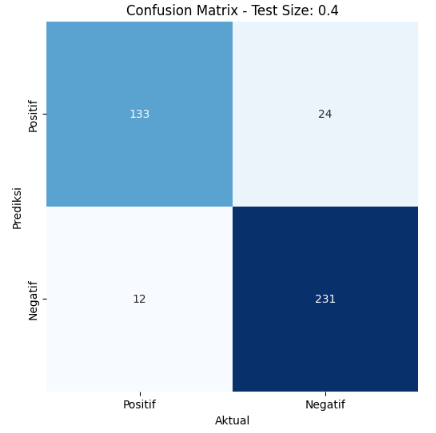 Confusion Matrix - Test Size: 0.4
Positif
133
24
Prediksi
Negatif
12
231
Positif
Negatif
Aktual